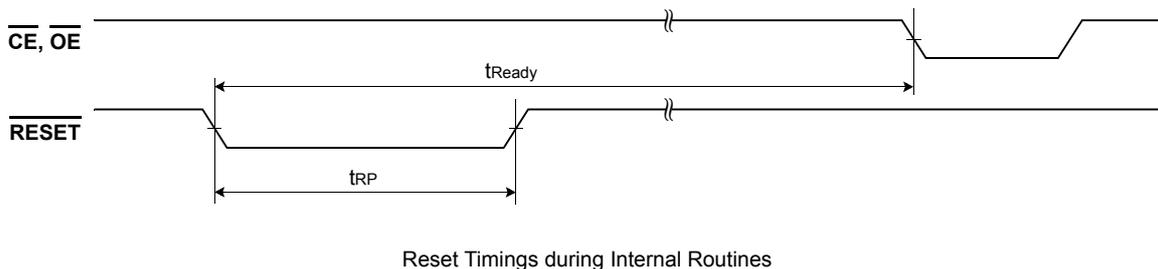 CE, OE
tReady
RESET
tRP
Reset Timings during Internal Routines